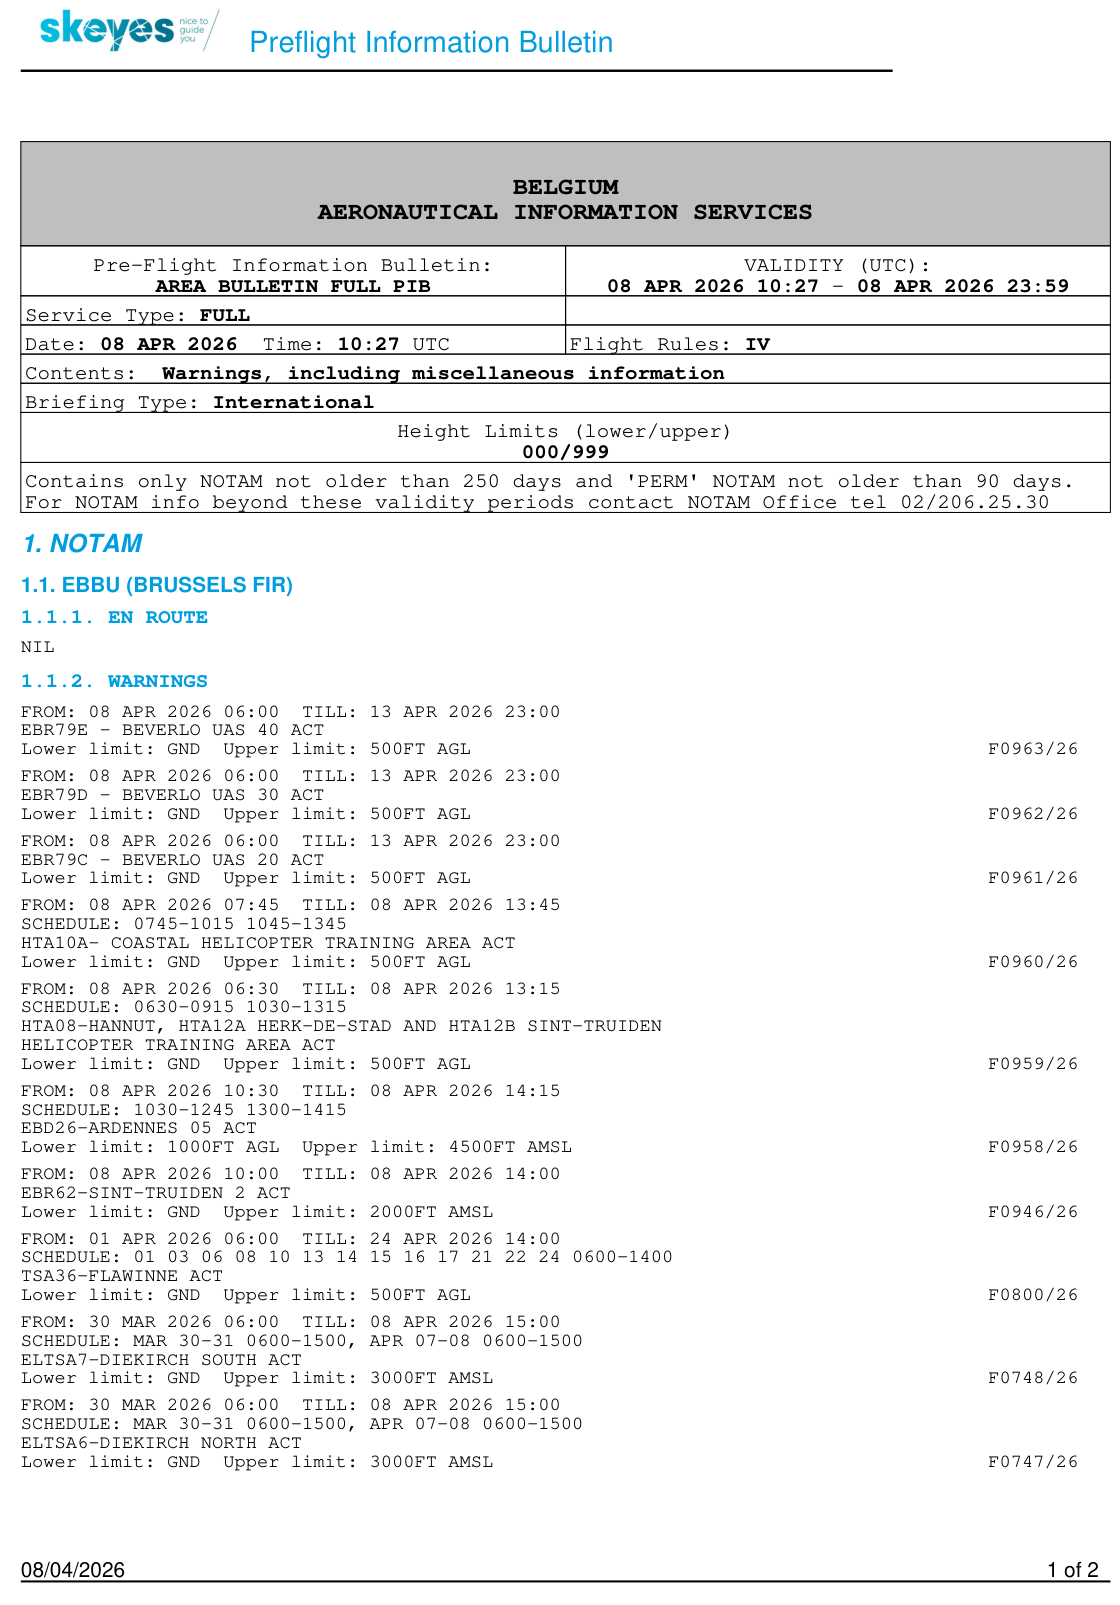 skeyes nice to guide you
Preflight Information Bulletin
BELGIUM
AERONAUTICAL INFORMATION SERVICES
Pre-Flight Information Bulletin:
AREA BULLETIN FULL PIB
VALIDITY (UTC):
08 APR 2026 10:27 - 08 APR 2026 23:59
Service Type: FULL
Date: 08 APR 2026  Time: 10:27 UTC
Flight Rules: IV
Contents:  Warnings, including miscellaneous information
Briefing Type: International
Height Limits (lower/upper)
000/999
Contains only NOTAM not older than 250 days and 'PERM' NOTAM not older than 90 days.
For NOTAM info beyond these validity periods contact NOTAM Office tel 02/206.25.30
1. NOTAM
1.1. EBBU (BRUSSELS FIR)
1.1.1. EN ROUTE
NIL
1.1.2. WARNINGS
FROM: 08 APR 2026 06:00  TILL: 13 APR 2026 23:00
EBR79E - BEVERLO UAS 40 ACT
Lower limit: GND  Upper limit: 500FT AGL F0963/26
FROM: 08 APR 2026 06:00  TILL: 13 APR 2026 23:00
EBR79D - BEVERLO UAS 30 ACT
Lower limit: GND  Upper limit: 500FT AGL F0962/26
FROM: 08 APR 2026 06:00  TILL: 13 APR 2026 23:00
EBR79C - BEVERLO UAS 20 ACT
Lower limit: GND  Upper limit: 500FT AGL F0961/26
FROM: 08 APR 2026 07:45  TILL: 08 APR 2026 13:45
SCHEDULE: 0745-1015 1045-1345
HTA10A- COASTAL HELICOPTER TRAINING AREA ACT
Lower limit: GND  Upper limit: 500FT AGL F0960/26
FROM: 08 APR 2026 06:30  TILL: 08 APR 2026 13:15
SCHEDULE: 0630-0915 1030-1315
HTA08-HANNUT, HTA12A HERK-DE-STAD AND HTA12B SINT-TRUIDEN
HELICOPTER TRAINING AREA ACT
Lower limit: GND  Upper limit: 500FT AGL F0959/26
FROM: 08 APR 2026 10:30  TILL: 08 APR 2026 14:15
SCHEDULE: 1030-1245 1300-1415
EBD26-ARDENNES 05 ACT
Lower limit: 1000FT AGL  Upper limit: 4500FT AMSL F0958/26
FROM: 08 APR 2026 10:00  TILL: 08 APR 2026 14:00
EBR62-SINT-TRUIDEN 2 ACT
Lower limit: GND  Upper limit: 2000FT AMSL F0946/26
FROM: 01 APR 2026 06:00  TILL: 24 APR 2026 14:00
SCHEDULE: 01 03 06 08 10 13 14 15 16 17 21 22 24 0600-1400
TSA36-FLAWINNE ACT
Lower limit: GND  Upper limit: 500FT AGL F0800/26
FROM: 30 MAR 2026 06:00  TILL: 08 APR 2026 15:00
SCHEDULE: MAR 30-31 0600-1500, APR 07-08 0600-1500
ELTSA7-DIEKIRCH SOUTH ACT
Lower limit: GND  Upper limit: 3000FT AMSL F0748/26
FROM: 30 MAR 2026 06:00  TILL: 08 APR 2026 15:00
SCHEDULE: MAR 30-31 0600-1500, APR 07-08 0600-1500
ELTSA6-DIEKIRCH NORTH ACT
Lower limit: GND  Upper limit: 3000FT AMSL F0747/26
08/04/2026 1 of 2